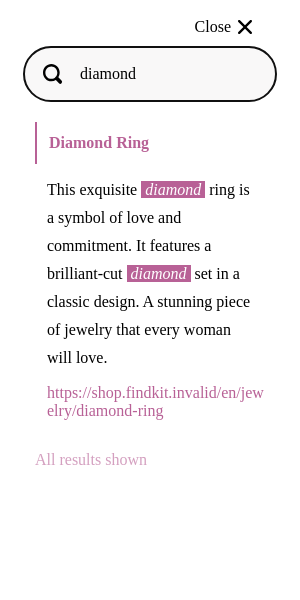 Close
diamond
Diamond Ring
This exquisite diamond ring is
a symbol of love and
commitment. It features a
brilliant-cut diamond set in a
classic design. A stunning piece
of jewelry that every woman
will love.
https://shop.findkit.invalid/en/jew
elry/diamond-ring
All results shown